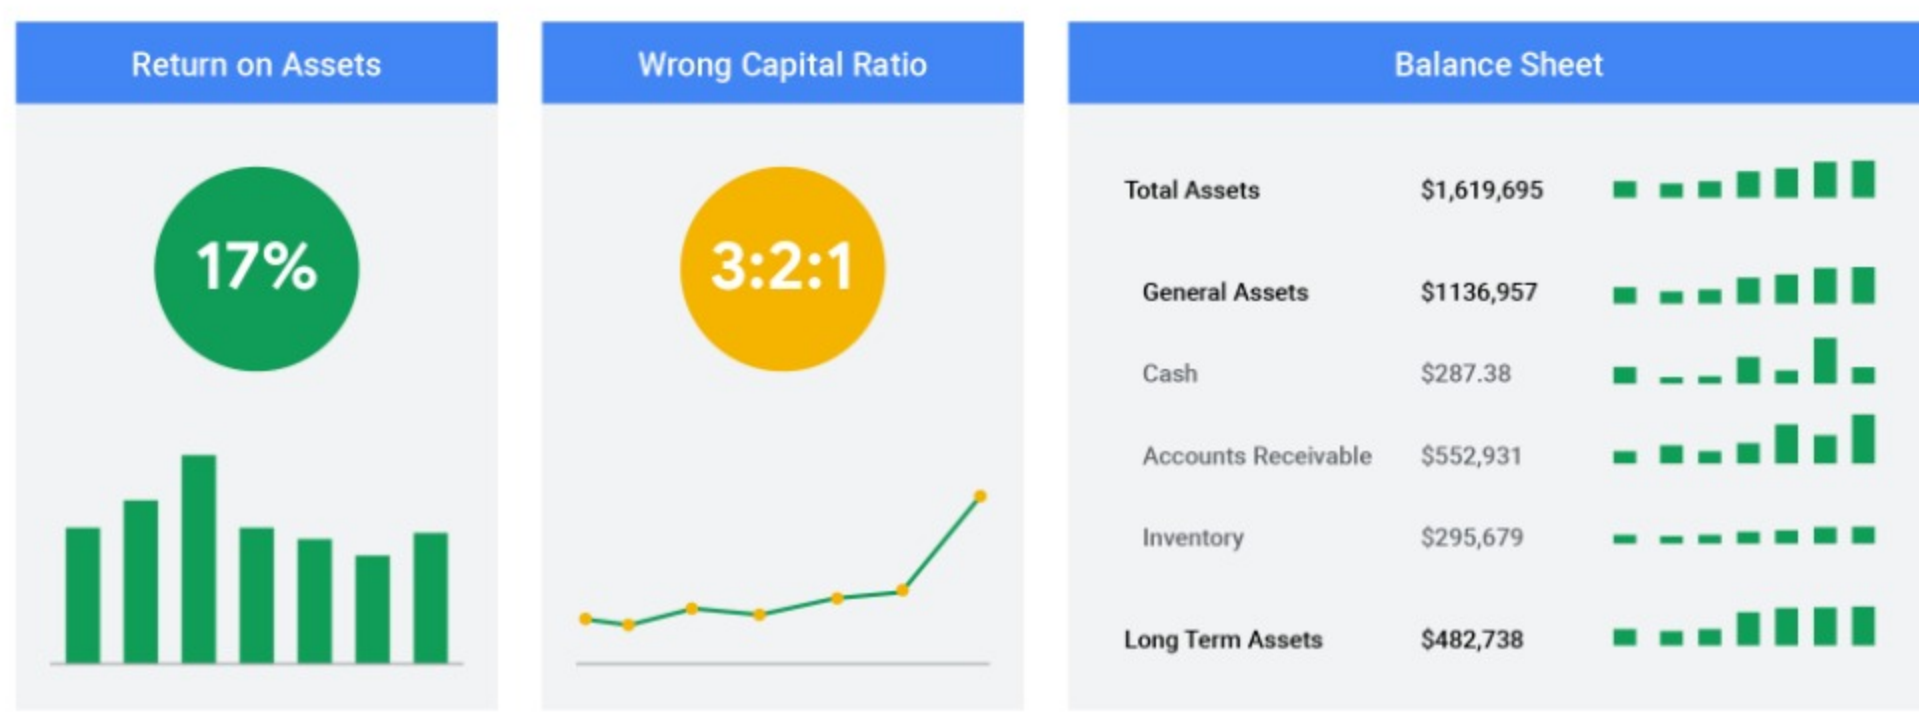 Return on Assets
17%
Wrong Capital Ratio
3:2:1
Balance Sheet
Total Assets $1,619,695
General Assets $1136,957
Cash $287.38
Accounts Receivable $552,931
Inventory $295,679
Long Term Assets $482,738